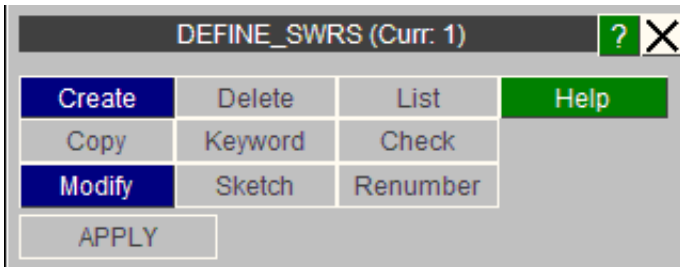 DEFINE_SWRS (Curr: 1) ? X
Create Delete List Help
Copy Keyword Check
Modify Sketch Renumber
APPLY